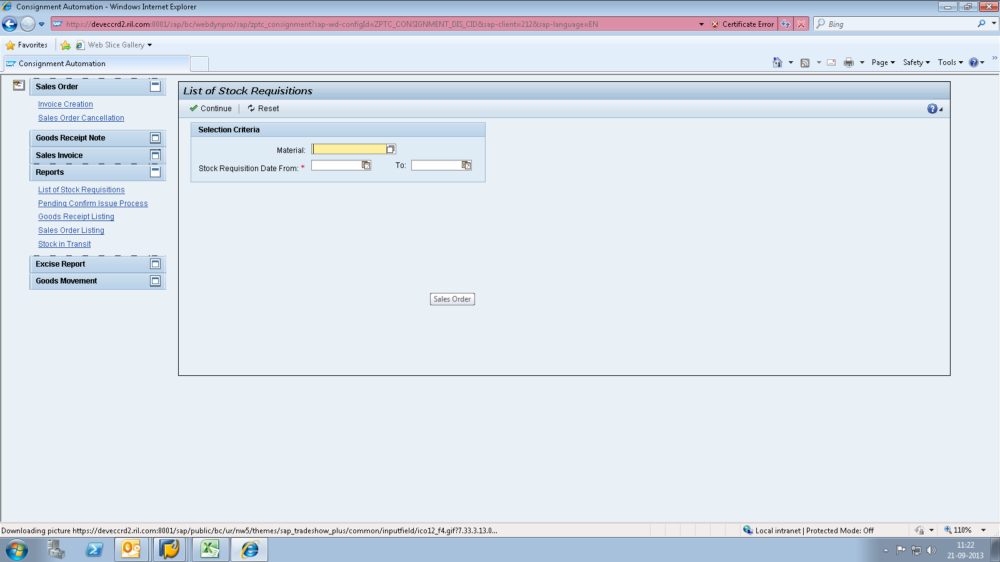 Consignment Automation - Windows Internet Explorer
https://deveccrd2.ril.com:8001/sap/bc/webdynpro/sap/zptc_consignment?sap-wd-configId=ZPTC_CONSIGNMENT_DIS_CID&sap-client=212&sap-language=EN
Certificate Error
Bing
Favorites
Web Slice Gallery
SAP Consignment Automation
Page
Safety
Tools
Sales Order
Invoice Creation
Sales Order Cancellation
Goods Receipt Note
Sales Invoice
Reports
List of Stock Requisitions
Pending Confirm Issue Process
Goods Receipt Listing
Sales Order Listing
Stock in Transit
Excise Report
Goods Movement
List of Stock Requisitions
Continue
Reset
Selection Criteria
Material:
Stock Requisition Date From: *
To:
Sales Order
Downloading picture https://deveccrd2.ril.com:8001/sap/public/bc/ur/nw5/themes/sap_tradeshow_plus/common/inputfield/ico12_f4.gif?7.33.3.13.0...
Local intranet | Protected Mode: Off
110%
11:22
21-09-2013